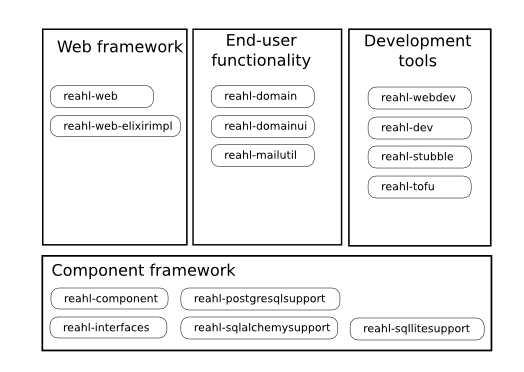 Web framework
reahl-web
reahl-web-elixirimpl
End-user
functionality
reahl-domain
reahl-domainui
reahl-mailutil
Development
tools
reahl-webdev
reahl-dev
reahl-stubble
reahl-tofu
Component framework
reahl-component
reahl-postgresqlsupport
reahl-interfaces
reahl-sqlalchemysupport
reahl-sqllitesupport